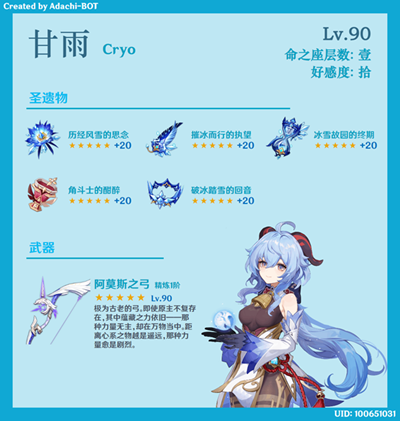 Created by Adachi-BOT
甘雨 Cryo
Lv.90
命之座层数: 壹
好感度: 拾
圣遗物
历经风雪的思念
★★★★★ +20
摧冰而行的执望
★★★★★ +20
冰雪故园的终期
★★★★★ +20
角斗士的酣醉
★★★★★ +20
破冰踏雪的回音
★★★★★ +20
武器
阿莫斯之弓 精炼1阶
★★★★★ Lv.90
极为古老的弓,即使原主不复存
在,其中蕴藏之力依旧——那
种力量无主,却在万物当中,距
离心系之物越是遥远,那种力
量愈是剧烈。
UID: 100651031